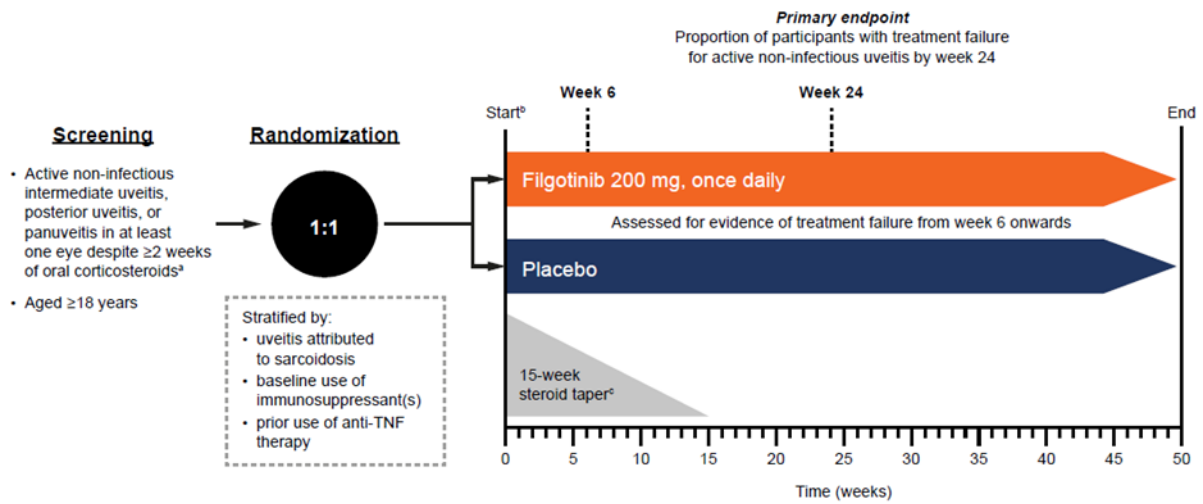 Primary endpoint
Proportion of participants with treatment failure
for active non-infectious uveitis by week 24
Week 6
Week 24
Startᵇ
End
Screening
• Active non-infectious
intermediate uveitis,
posterior uveitis, or
panuveitis in at least
one eye despite ≥2 weeks
of oral corticosteroidsᵃ
• Aged ≥18 years
Randomization
1:1
Stratified by:
• uveitis attributed
to sarcoidosis
• baseline use of
immunosuppressant(s)
• prior use of anti-TNF
therapy
Filgotinib 200 mg, once daily
Assessed for evidence of treatment failure from week 6 onwards
Placebo
15-week
steroid taperᶜ
0 5 10 15 20 25 30 35 40 45 50
Time (weeks)